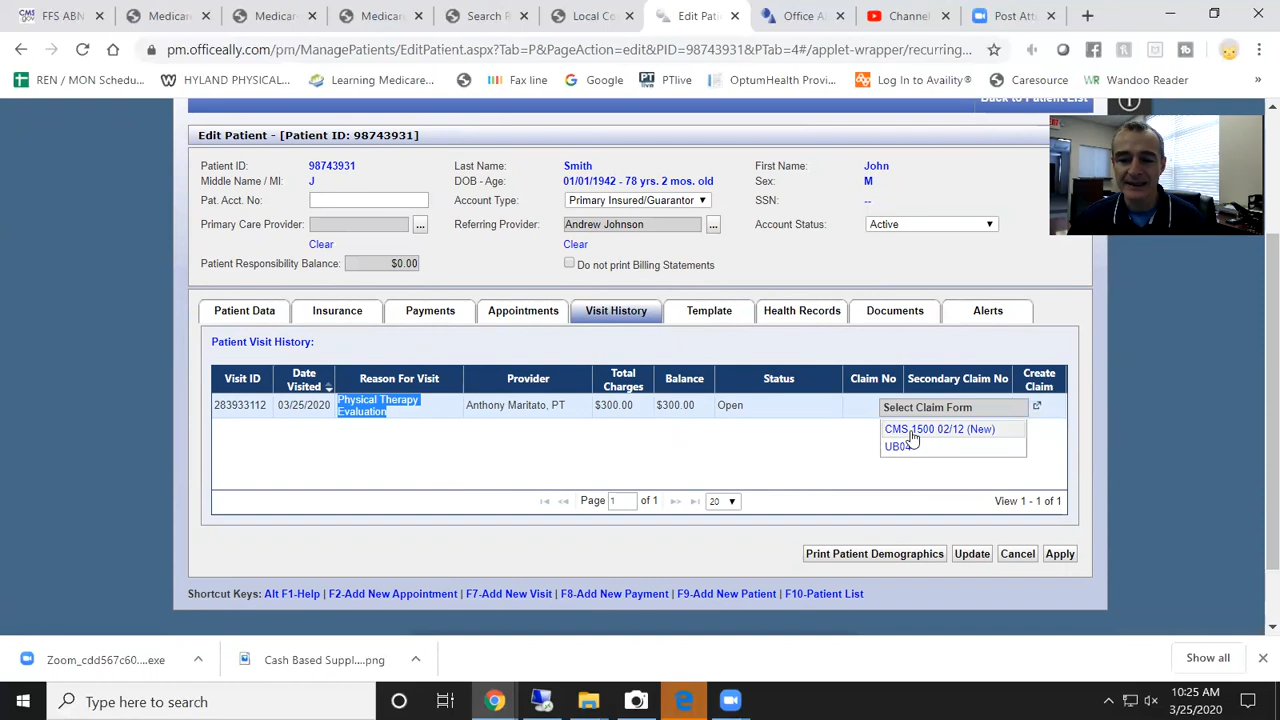 FFS ABN
Medicare
Medicar
Medicar
Search R
Local Co
Edit Pati
Office Al
Channel
Post Atte
pm.officeally.com/pm/ManagePatients/EditPatient.aspx?Tab=P&PageAction=edit&PID=98743931&PTab=4#/applet-wrapper/recurring...
REN / MON Schedu...
HYLAND PHYSICAL...
Learning Medicare...
Fax line
Google
PTlive
OptumHealth Provi...
Log In to Availity®
Caresource
Wandoo Reader
»
Back to Patient List
Edit Patient - [Patient ID: 98743931]
Patient ID: 98743931 Last Name: Smith First Name: John
Middle Name / MI: J DOB - Age: 01/01/1942 - 78 yrs. 2 mos. old Sex: M
Pat. Acct. No: Account Type: Primary Insured/Guarantor SSN: --
Primary Care Provider: ... Referring Provider: Andrew Johnson ... Account Status: Active
Clear Clear
Patient Responsibility Balance: $0.00 Do not print Billing Statements
Patient Data Insurance Payments Appointments Visit History Template Health Records Documents Alerts
Patient Visit History:
Visit ID Date Visited Reason For Visit Provider Total Charges Balance Status Claim No Secondary Claim No Create Claim
283933112 03/25/2020 Physical Therapy Evaluation Anthony Maritato, PT $300.00 $300.00 Open Select Claim Form
CMS 1500 02/12 (New)
UB04
Page 1 of 1 20 View 1 - 1 of 1
Print Patient Demographics Update Cancel Apply
Shortcut Keys: Alt F1-Help | F2-Add New Appointment | F7-Add New Visit | F8-Add New Payment | F9-Add New Patient | F10-Patient List
Zoom_cdd567c60....exe
Cash Based Suppl....png
Show all
Type here to search
10:25 AM
3/25/2020